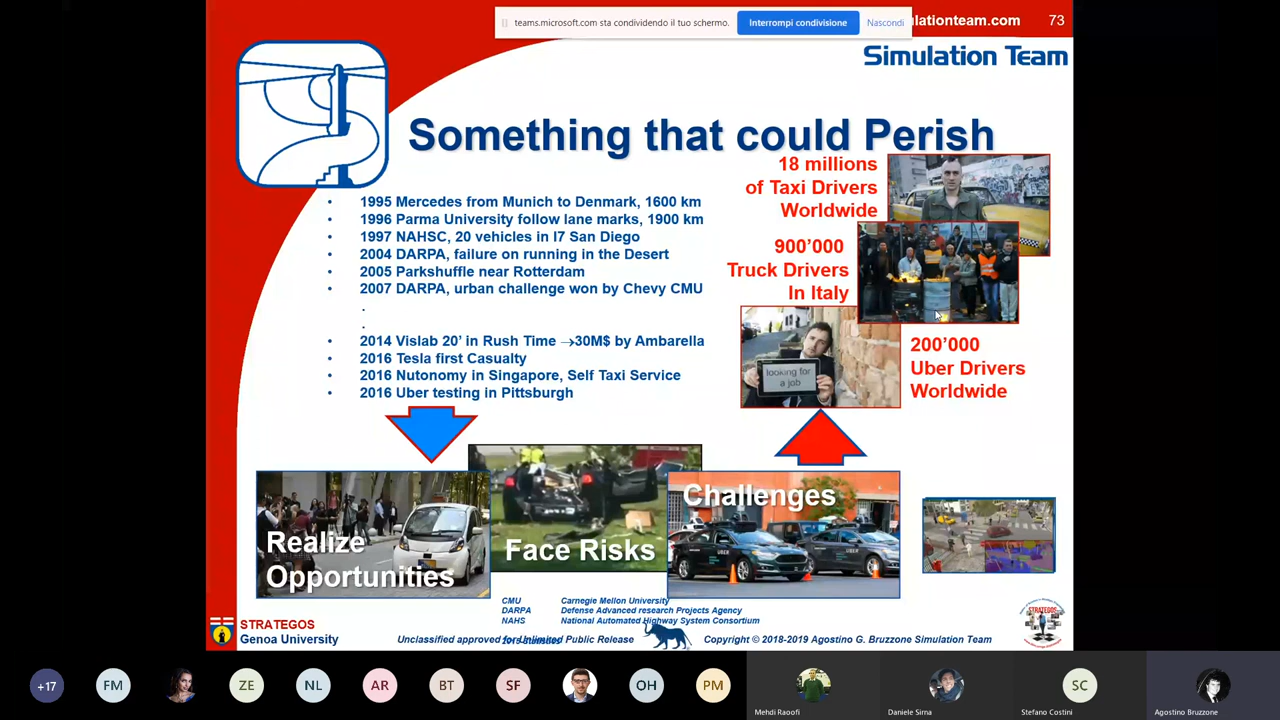 teams.microsoft.com sta condividendo il tuo schermo.
Interrompi condivisione
Nascondi
ulationteam.com
73
Simulation Team
Something that could Perish
18 millions
of Taxi Drivers
Worldwide
• 1995 Mercedes from Munich to Denmark, 1600 km
• 1996 Parma University follow lane marks, 1900 km
• 1997 NAHSC, 20 vehicles in I7 San Diego
• 2004 DARPA, failure on running in the Desert
• 2005 Parkshuffle near Rotterdam
• 2007 DARPA, urban challenge won by Chevy CMU
.
.
• 2014 Vislab 20' in Rush Time →30M$ by Ambarella
• 2016 Tesla first Casualty
• 2016 Nutonomy in Singapore, Self Taxi Service
• 2016 Uber testing in Pittsburgh
900'000
Truck Drivers
In Italy
looking for
a job
200'000
Uber Drivers
Worldwide
Realize
Opportunities
Face Risks
Challenges
UBER
CMU Carnegie Mellon University
DARPA Defense Advanced research Projects Agency
NAHS National Automated Highway System Consortium
STRATEGOS
Genoa University
Unclassified approved for Unlimited Public Release
Copyright © 2018-2019 Agostino G. Bruzzone Simulation Team
STRATEGOS
+17
FM
ZE
NL
AR
BT
SF
OH
PM
Mehdi Raoofi
Daniele Sirna
SC
Stefano Costini
Agostino Bruzzone